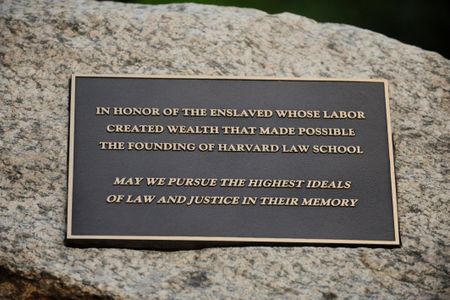 IN HONOR OF THE ENSLAVED WHOSE LABOR
CREATED WEALTH THAT MADE POSSIBLE
THE FOUNDING OF HARVARD LAW SCHOOL
MAY WE PURSUE THE HIGHEST IDEALS
OF LAW AND JUSTICE IN THEIR MEMORY